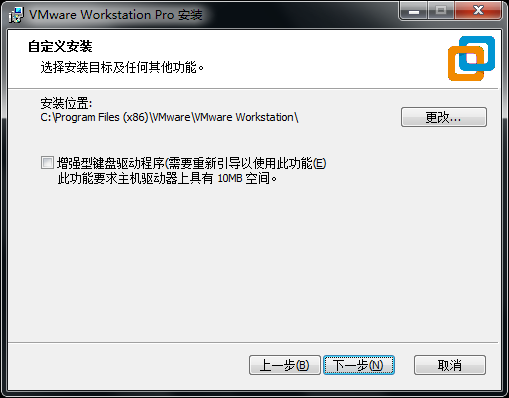 VMware Workstation Pro 安装
自定义安装
选择安装目标及任何其他功能。
安装位置:
C:\Program Files (x86)\VMware\VMware Workstation\
更改...
增强型键盘驱动程序(需要重新引导以使用此功能(E)
此功能要求主机驱动器上具有 10MB 空间。
上一步(B)
下一步(N)
取消